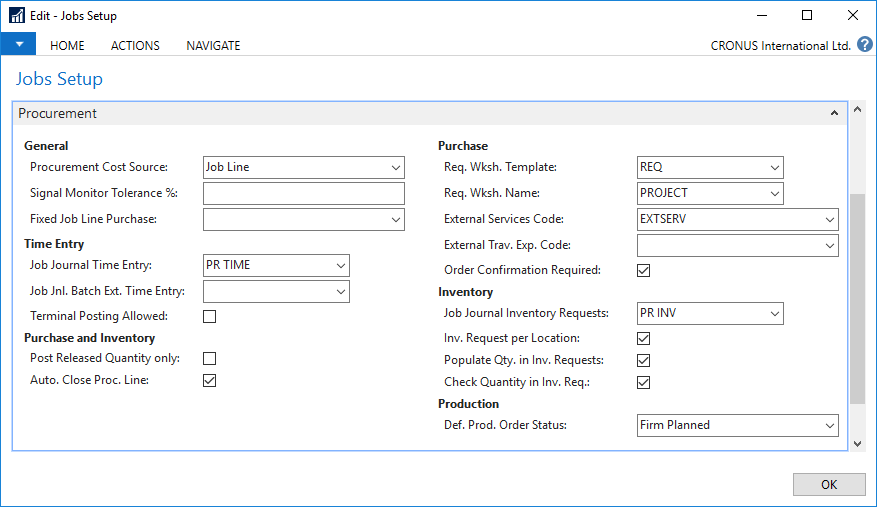 Edit - Jobs Setup
HOME ACTIONS NAVIGATE CRONUS International Ltd. ?
Jobs Setup
Procurement
General
Procurement Cost Source: Job Line
Signal Monitor Tolerance %:
Fixed Job Line Purchase:
Time Entry
Job Journal Time Entry: PR TIME
Job Jnl. Batch Ext. Time Entry:
Terminal Posting Allowed:
Purchase and Inventory
Post Released Quantity only:
Auto. Close Proc. Line:
Purchase
Req. Wksh. Template: REQ
Req. Wksh. Name: PROJECT
External Services Code: EXTSERV
External Trav. Exp. Code:
Order Confirmation Required:
Inventory
Job Journal Inventory Requests: PR INV
Inv. Request per Location:
Populate Qty. in Inv. Requests:
Check Quantity in Inv. Req.:
Production
Def. Prod. Order Status: Firm Planned
OK